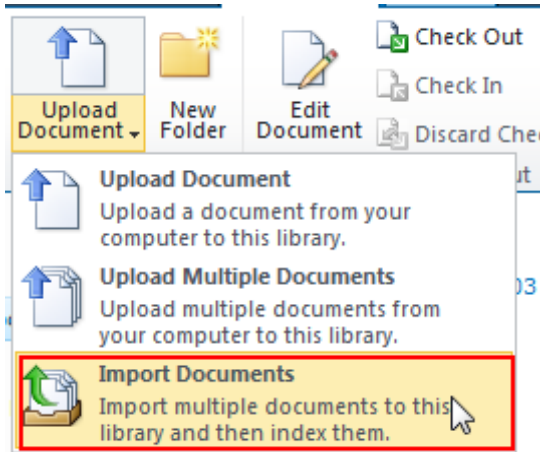 Check Out
Check In
Upload Document
New Folder
Edit Document
Discard
Upload Document
Upload a document from your
computer to this library.
Upload Multiple Documents
Upload multiple documents from
your computer to this library.
Import Documents
Import multiple documents to this
library and then index them.